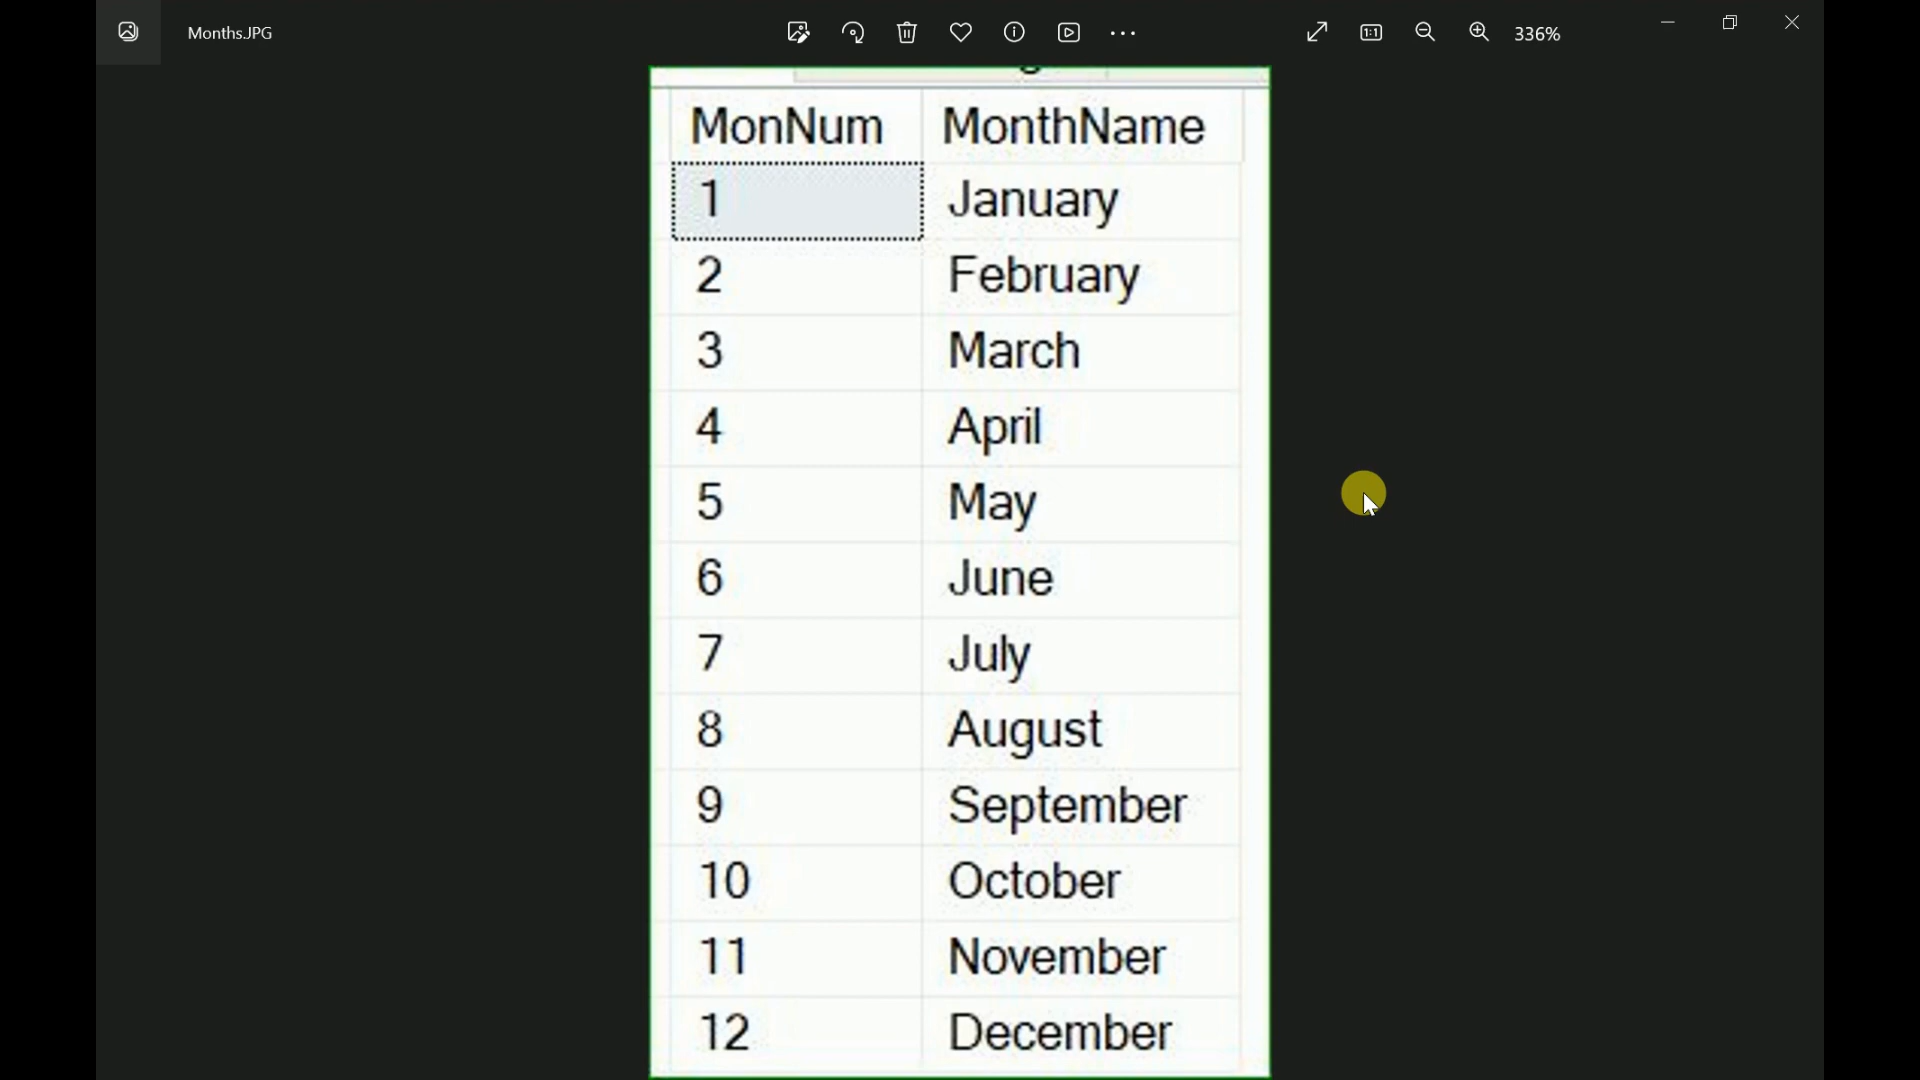 Months.JPG
336%
MonNum MonthName
1 January
2 February
3 March
4 April
5 May
6 June
7 July
8 August
9 September
10 October
11 November
12 December